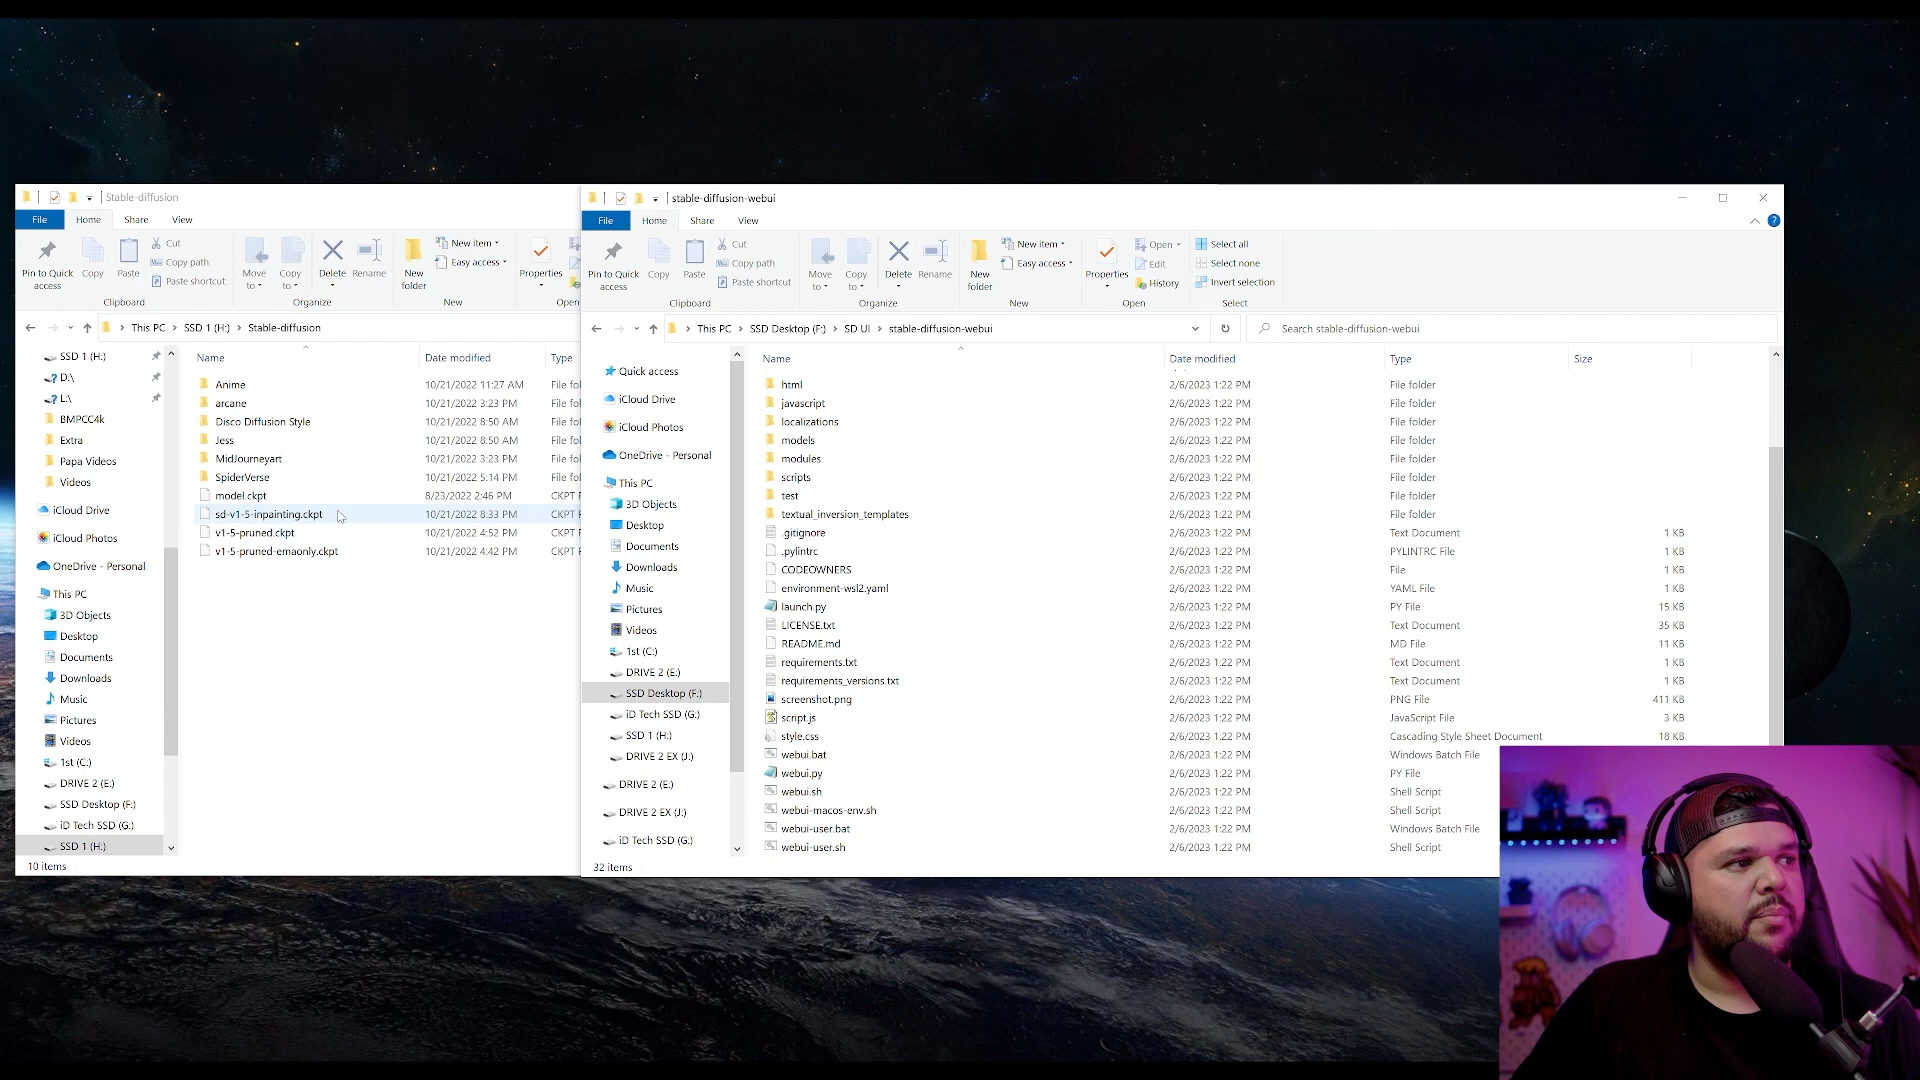 Stable-diffusion
File Home Share View
Pin to Quick access
Copy
Paste
Cut
Copy path
Paste shortcut
Clipboard
Move to
Copy to
Delete
Rename
Organize
New folder
New item
Easy access
New
Properties
Open
This PC SSD 1 (H:) Stable-diffusion
SSD 1 (H:)
D:\
L:\
BMPCC4k
Extra
Papa Videos
Videos
iCloud Drive
iCloud Photos
OneDrive - Personal
This PC
3D Objects
Desktop
Documents
Downloads
Music
Pictures
Videos
1st (C:)
DRIVE 2 (E:)
SSD Desktop (F:)
iD Tech SSD (G:)
SSD 1 (H:)
Name Date modified Type
Anime 10/21/2022 11:27 AM File fol
arcane 10/21/2022 3:23 PM File fol
Disco Diffusion Style 10/21/2022 8:50 AM File fol
Jess 10/21/2022 8:50 AM File fol
MidJourneyart 10/21/2022 3:23 PM File fol
SpiderVerse 10/21/2022 5:14 PM File fol
model.ckpt 8/23/2022 2:46 PM CKPT F
sd-v1-5-inpainting.ckpt 10/21/2022 8:33 PM CKPT F
v1-5-pruned.ckpt 10/21/2022 4:52 PM CKPT F
v1-5-pruned-emaonly.ckpt 10/21/2022 4:42 PM CKPT F
10 items
stable-diffusion-webui
File Home Share View
Pin to Quick access
Copy
Paste
Cut
Copy path
Paste shortcut
Clipboard
Move to
Copy to
Delete
Rename
Organize
New folder
New item
Easy access
New
Properties
Open
Edit
History
Open
Select all
Select none
Invert selection
Select
This PC SSD Desktop (F:) SD UI stable-diffusion-webui
Search stable-diffusion-webui
Quick access
iCloud Drive
iCloud Photos
OneDrive - Personal
This PC
3D Objects
Desktop
Documents
Downloads
Music
Pictures
Videos
1st (C:)
DRIVE 2 (E:)
SSD Desktop (F:)
iD Tech SSD (G:)
SSD 1 (H:)
DRIVE 2 EX (J:)
DRIVE 2 (E:)
DRIVE 2 EX (J:)
iD Tech SSD (G:)
Name Date modified Type Size
html 2/6/2023 1:22 PM File folder
javascript 2/6/2023 1:22 PM File folder
localizations 2/6/2023 1:22 PM File folder
models 2/6/2023 1:22 PM File folder
modules 2/6/2023 1:22 PM File folder
scripts 2/6/2023 1:22 PM File folder
test 2/6/2023 1:22 PM File folder
textual_inversion_templates 2/6/2023 1:22 PM File folder
.gitignore 2/6/2023 1:22 PM Text Document 1 KB
.pylintrc 2/6/2023 1:22 PM PYLINTRC File 1 KB
CODEOWNERS 2/6/2023 1:22 PM File 1 KB
environment-wsl2.yaml 2/6/2023 1:22 PM YAML File 1 KB
launch.py 2/6/2023 1:22 PM PY File 15 KB
LICENSE.txt 2/6/2023 1:22 PM Text Document 35 KB
README.md 2/6/2023 1:22 PM MD File 11 KB
requirements.txt 2/6/2023 1:22 PM Text Document 1 KB
requirements_versions.txt 2/6/2023 1:22 PM Text Document 1 KB
screenshot.png 2/6/2023 1:22 PM PNG File 411 KB
script.js 2/6/2023 1:22 PM JavaScript File 3 KB
style.css 2/6/2023 1:22 PM Cascading Style Sheet Document 18 KB
webui.bat 2/6/2023 1:22 PM Windows Batch File
webui.py 2/6/2023 1:22 PM PY File
webui.sh 2/6/2023 1:22 PM Shell Script
webui-macos-env.sh 2/6/2023 1:22 PM Shell Script
webui-user.bat 2/6/2023 1:22 PM Windows Batch File
webui-user.sh 2/6/2023 1:22 PM Shell Script
32 items